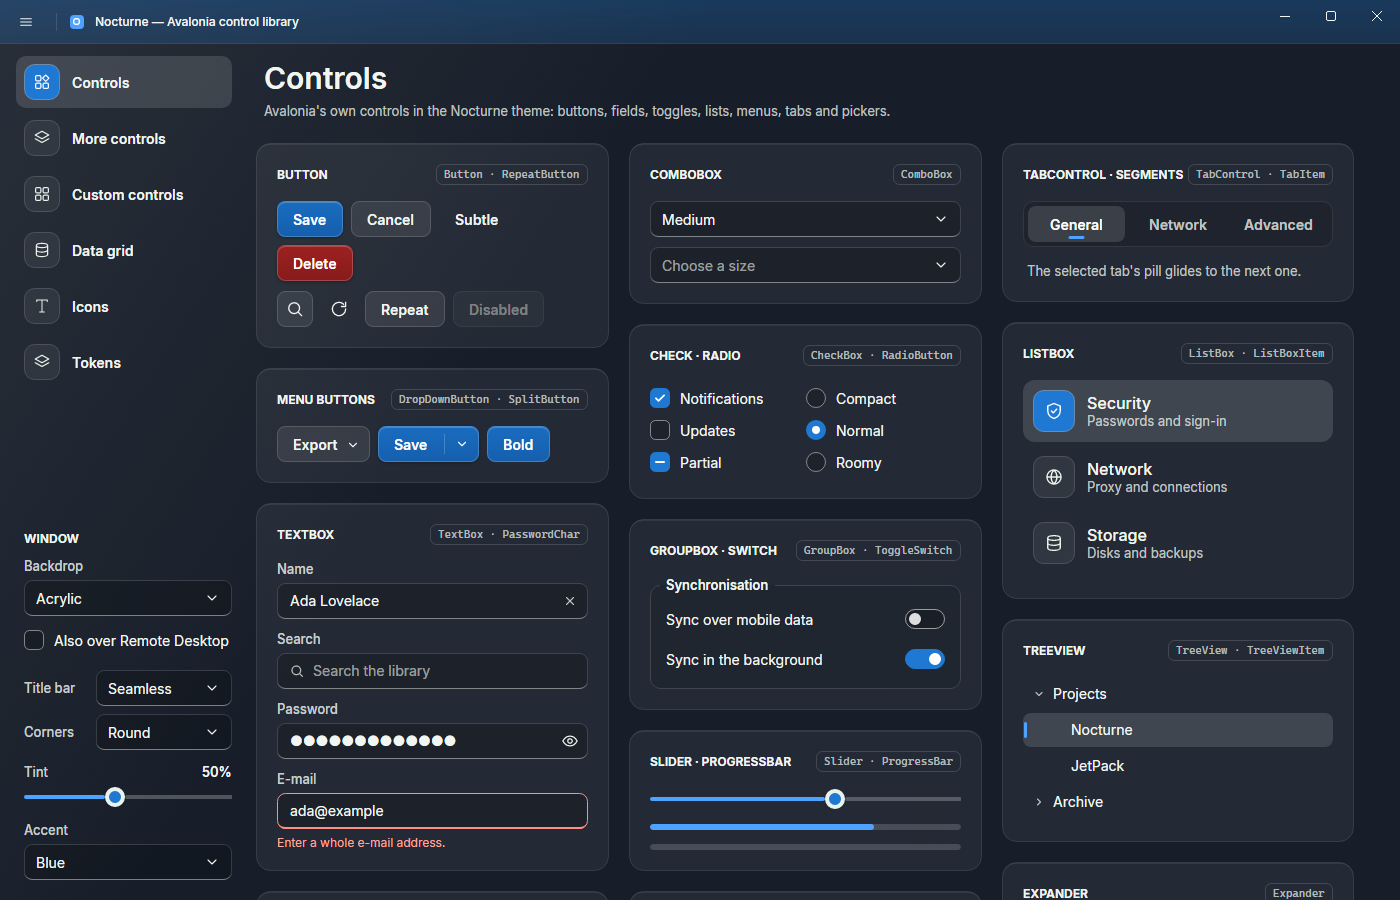 Nocturne — Avalonia control library
Controls
More controls
Custom controls
Data grid
Icons
Tokens
WINDOW
Backdrop
Acrylic
Also over Remote Desktop
Title bar
Seamless
Corners
Round
Tint
50%
Accent
Blue
Controls
Avalonia's own controls in the Nocturne theme: buttons, fields, toggles, lists, menus, tabs and pickers.
BUTTON
Button · RepeatButton
Save
Cancel
Subtle
Delete
Repeat
Disabled
MENU BUTTONS
DropDownButton · SplitButton
Export
Save
Bold
TEXTBOX
TextBox · PasswordChar
Name
Ada Lovelace
Search
Search the library
Password
E-mail
ada@example
Enter a whole e-mail address.
COMBOBOX
ComboBox
Medium
Choose a size
CHECK · RADIO
CheckBox · RadioButton
Notifications
Compact
Updates
Normal
Partial
Roomy
GROUPBOX · SWITCH
GroupBox · ToggleSwitch
Synchronisation
Sync over mobile data
Sync in the background
SLIDER · PROGRESSBAR
Slider · ProgressBar
TABCONTROL · SEGMENTS
TabControl · TabItem
General
Network
Advanced
The selected tab's pill glides to the next one.
LISTBOX
ListBox · ListBoxItem
Security
Passwords and sign-in
Network
Proxy and connections
Storage
Disks and backups
TREEVIEW
TreeView · TreeViewItem
Projects
Nocturne
JetPack
Archive
EXPANDER
Expander